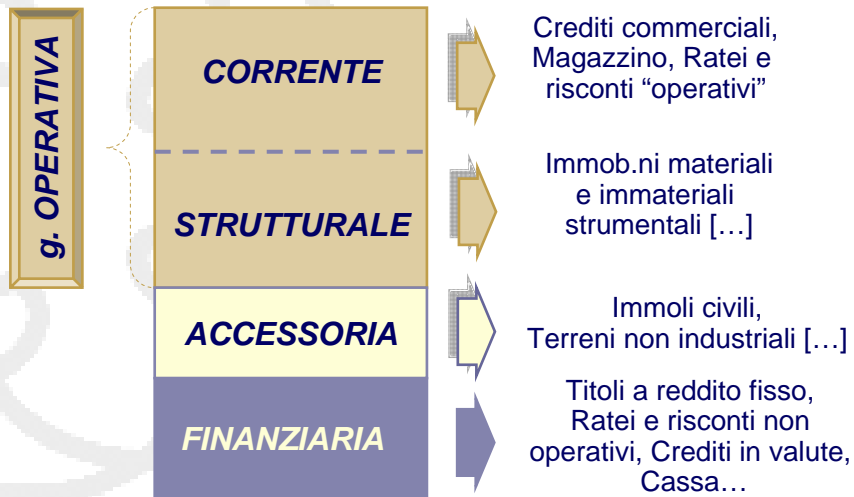 g. OPERATIVA
CORRENTE
Crediti commerciali,
Magazzino, Ratei e
risconti “operativi”
STRUTTURALE
Immob.ni materiali
e immateriali
strumentali […]
ACCESSORIA
Immoli civili,
Terreni non industriali […]
FINANZIARIA
Titoli a reddito fisso,
Ratei e risconti non
operativi, Crediti in valute,
Cassa…